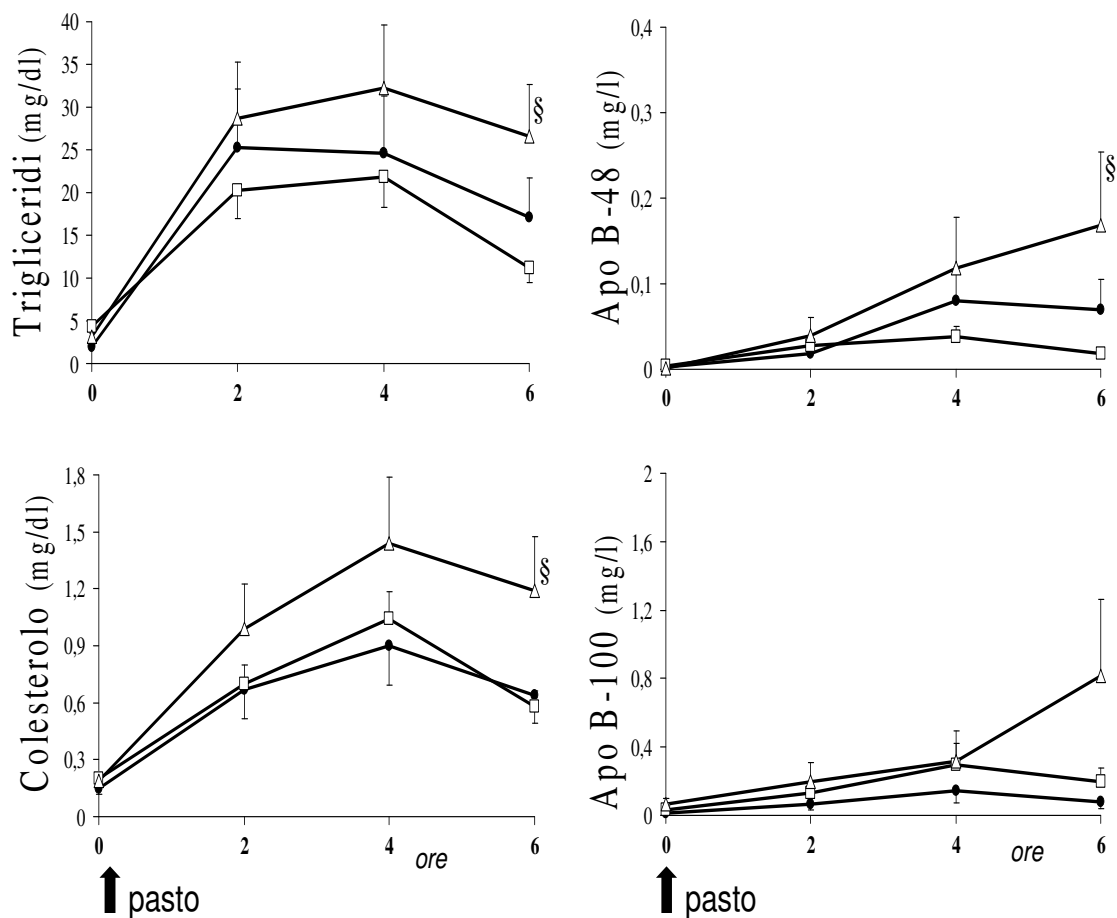 Trigliceridi (mg/dl)
40
35
30
25
20
15
10
5
0
0 2 4 6
§
Apo B-48 (mg/l)
0,4
0,3
0,2
0,1
0
0 2 4 6
§
Colesterolo (mg/dl)
1,8
1,5
1,2
0,9
0,6
0,3
0
0 2 4 6
ore
§
pasto
Apo B-100 (mg/l)
2
1,6
1,2
0,8
0,4
0
0 2 4 6
ore
pasto